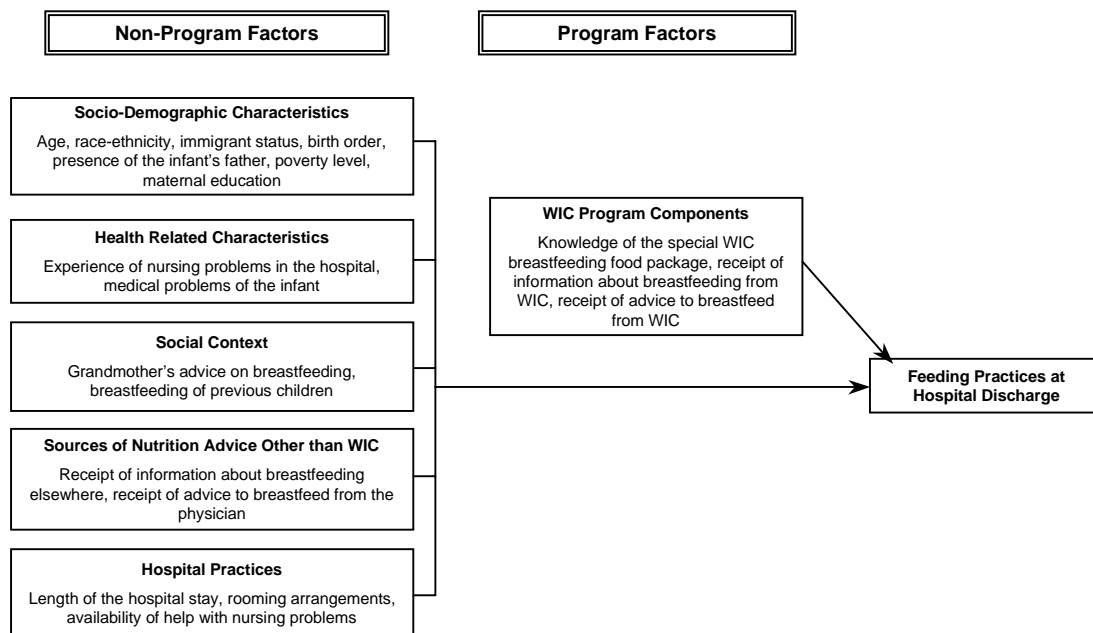 Non-Program Factors
Program Factors
Socio-Demographic Characteristics
Age, race-ethnicity, immigrant status, birth order,
presence of the infant's father, poverty level,
maternal education
Health Related Characteristics
Experience of nursing problems in the hospital,
medical problems of the infant
Social Context
Grandmother's advice on breastfeeding,
breastfeeding of previous children
Sources of Nutrition Advice Other than WIC
Receipt of information about breastfeeding
elsewhere, receipt of advice to breastfeed from the
physician
Hospital Practices
Length of the hospital stay, rooming arrangements,
availability of help with nursing problems
WIC Program Components
Knowledge of the special WIC
breastfeeding food package, receipt of
information about breastfeeding from
WIC, receipt of advice to breastfeed
from WIC
Feeding Practices at
Hospital Discharge